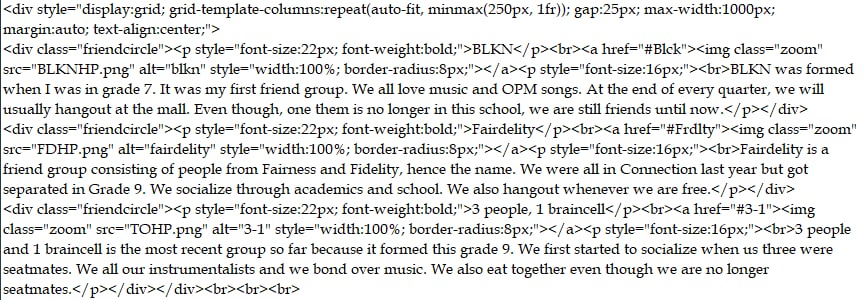 <div style="display:grid; grid-template-columns:repeat(auto-fit, minmax(250px, 1fr)); gap:25px; max-width:1000px;
margin:auto; text-align:center;">
<div class="friendcircle"><p style="font-size:22px; font-weight:bold;">BLKN</p><br><a href="#Blck"><img class="zoom"
src="BLKNHP.png" alt="blkn" style="width:100%; border-radius:8px;"></a><p style="font-size:16px;"><br>BLKN was formed
when I was in grade 7. It was my first friend group. We all love music and OPM songs. At the end of every quarter, we will
usually hangout at the mall. Even though, one them is no longer in this school, we are still friends until now.</p></div>
<div class="friendcircle"><p style="font-size:22px; font-weight:bold;">Fairdelity</p><br><a href="#Frdlty"><img class="zoom"
src="FDHP.png" alt="fairdelity" style="width:100%; border-radius:8px;"></a><p style="font-size:16px;"><br>Fairdelity is a
friend group consisting of people from Fairness and Fidelity, hence the name. We were all in Connection last year but got
separated in Grade 9. We socialize through academics and school. We also hangout whenever we are free.</p></div>
<div class="friendcircle"><p style="font-size:22px; font-weight:bold;">3 people, 1 braincell</p><br><a href="#3-1"><img
class="zoom" src="TOHP.png" alt="3-1" style="width:100%; border-radius:8px;"></a><p style="font-size:16px;"><br>3 people
and 1 braincell is the most recent group so far because it formed this grade 9. We first started to socialize when us three were
seatmates. We all our instrumentalists and we bond over music. We also eat together even though we are no longer
seatmates.</p></div></div><br><br><br>